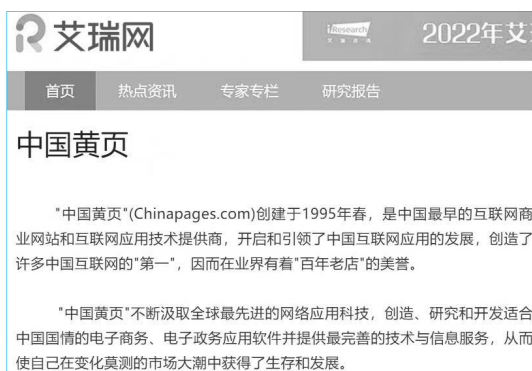 艾瑞网
iResearch
艾瑞咨询
2022年艾
首页 热点资讯 专家专栏 研究报告
中国黄页
"中国黄页"(Chinapages.com)创建于1995年春，是中国最早的互联网商
业网站和互联网应用技术提供商，开启和引领了中国互联网应用的发展，创造了
许多中国互联网的"第一"，因而在业界有着"百年老店"的美誉。
"中国黄页"不断汲取全球最先进的网络应用科技，创造、研究和开发适合
中国国情的电子商务、电子政务应用软件并提供最完善的技术与信息服务，从而
使自己在变化莫测的市场大潮中获得了生存和发展。